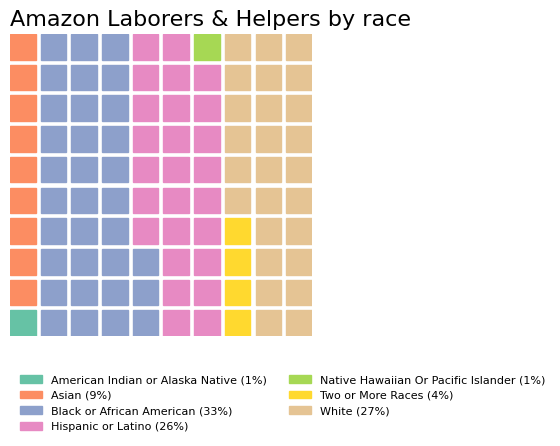 Amazon Laborers & Helpers by race
American Indian or Alaska Native (1%)
Asian (9%)
Black or African American (33%)
Hispanic or Latino (26%)
Native Hawaiian Or Pacific Islander (1%)
Two or More Races (4%)
White (27%)